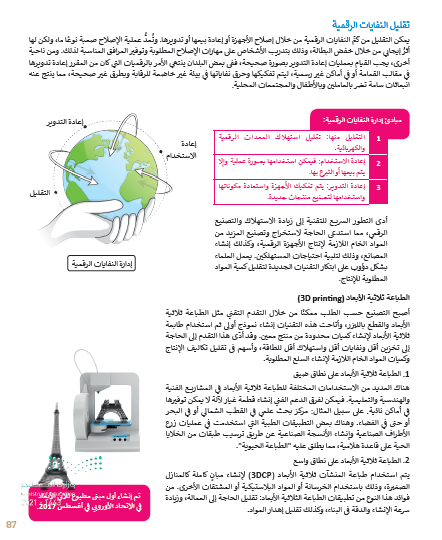 تقليل النفايات الرقمية
يمكن التقليل من كمّ النفايات الرقمية من خلال إصلاح الأجهزة أو إعادة بيعها أو تدويرها. وتُعدُّ عملية الإصلاح صعبة نوعًا ما، ولكن لها
أثرٌ إيجابي من خلال خفض البطالة، وذلك بتدريب الأشخاص على مهارات الإصلاح المطلوبة وتوفير المرافق المناسبة لذلك. ومن ناحية
أخرى، يجب القيام بعمليات إعادة التدوير بصورة صحيحة، ففي بعض البلدان ينتهي الأمر بالرقميات التي كان من المقرر إعادة تدويرها
في مقالب القمامة أو في أماكن غير رسمية، ليتم تفكيكها وحرق نفاياتها في بيئة غير خاضعة للرقابة وبطرق غير صحيحة، مما ينتج عنه
انبعاثات سامة تضر بالعاملين وبالأطفال والمجتمعات المحلية.
مبادئ إدارة النفايات الرقمية:
1 التقليل منها: تقليل استهلاك المعدات الرقمية
والكهربائية.
2 إعادة الاستخدام: فيمكن استخدامها بصورة عملية وإلا
يتم بيعها أو التبرع بها.
3 إعادة التدوير: يتم تفكيك الأجهزة واستعادة مكوناتها
واستخدامها لتصنيع منتجات جديدة.
إعادة التدوير
إعادة
الاستخدام
التقليل
إدارة النفايات الرقمية
أدى التطور السريع للتقنية إلى زيادة الاستهلاك والتصنيع
الرقمي، مما استدعى الحاجة لاستخراج وتصنيع المزيد من
المواد الخام اللازمة لإنتاج الأجهزة الرقمية، وكذلك إنشاء
المصانع، وذلك لتلبية احتياجات المستهلكين. يعمل العلماء
بشكل دؤوب على ابتكار التقنيات الجديدة لتقليل كمية المواد
المطلوبة للإنتاج.
الطباعة ثلاثية الأبعاد (3D printing)
أصبح التصنيع حسب الطلب ممكنًا من خلال التقدم التقني مثل الطباعة ثلاثية
الأبعاد والقطع بالليزر، وأتاحت هذه التقنيات إنشاء نموذج أولي ثم استخدام طابعة
ثلاثية الأبعاد لإنشاء كميات محدودة من منتج معين. وقد أدّى هذا التقدم إلى الحاجة
إلى تخزين أقل ونفايات أقل واستهلاك أقل للطاقة، وأسهم في تقليل تكاليف الإنتاج
وكميات المواد الخام اللازمة لإنشاء السلع المطلوبة.
1. الطباعة ثلاثية الأبعاد على نطاق ضيق
هناك العديد من الاستخدامات المختلفة للطباعة ثلاثية الأبعاد في المشاريع الفنية
والهندسية والتعليمية. فيمكن لفرق الدعم الفني إنشاء قطعة غيار لآلة لا يمكن توفيرها
في أماكن نائية. على سبيل المثال: مركز بحث علمي في القطب الشمالي أو في البحر
أو حتى في الفضاء. وهناك بعض التطبيقات الطبية التي استخدمت في عمليات زرع
الأطراف الصناعية وإنشاء الأنسجة الصناعية عن طريق ترسيب طبقات من الخلايا
الحية على قاعدة هلامية، مما يطلق عليه "الطباعة الحيوية".
2. الطباعة ثلاثية الأبعاد على نطاق واسع
يتم استخدام طباعة المنشآت ثلاثية الأبعاد (3DCP) لإنشاء مبانٍ كاملة كالمنازل
الصغيرة، وذلك باستخدام الخرسانة أو المواد البلاستيكية أو المشتقات الأخرى. من
فوائد هذا النوع من تطبيقات الطباعة الثلاثية الأبعاد: تقليل الحاجة إلى العمالة، وزيادة
سرعة الإنشاء والدقة في البناء، وكذلك تقليل إهدار المواد.
تم إنشاء أول مبنى مطبوع ثلاثي الأبعاد
في الاتحاد الأوروبي في أغسطس 2017.
87